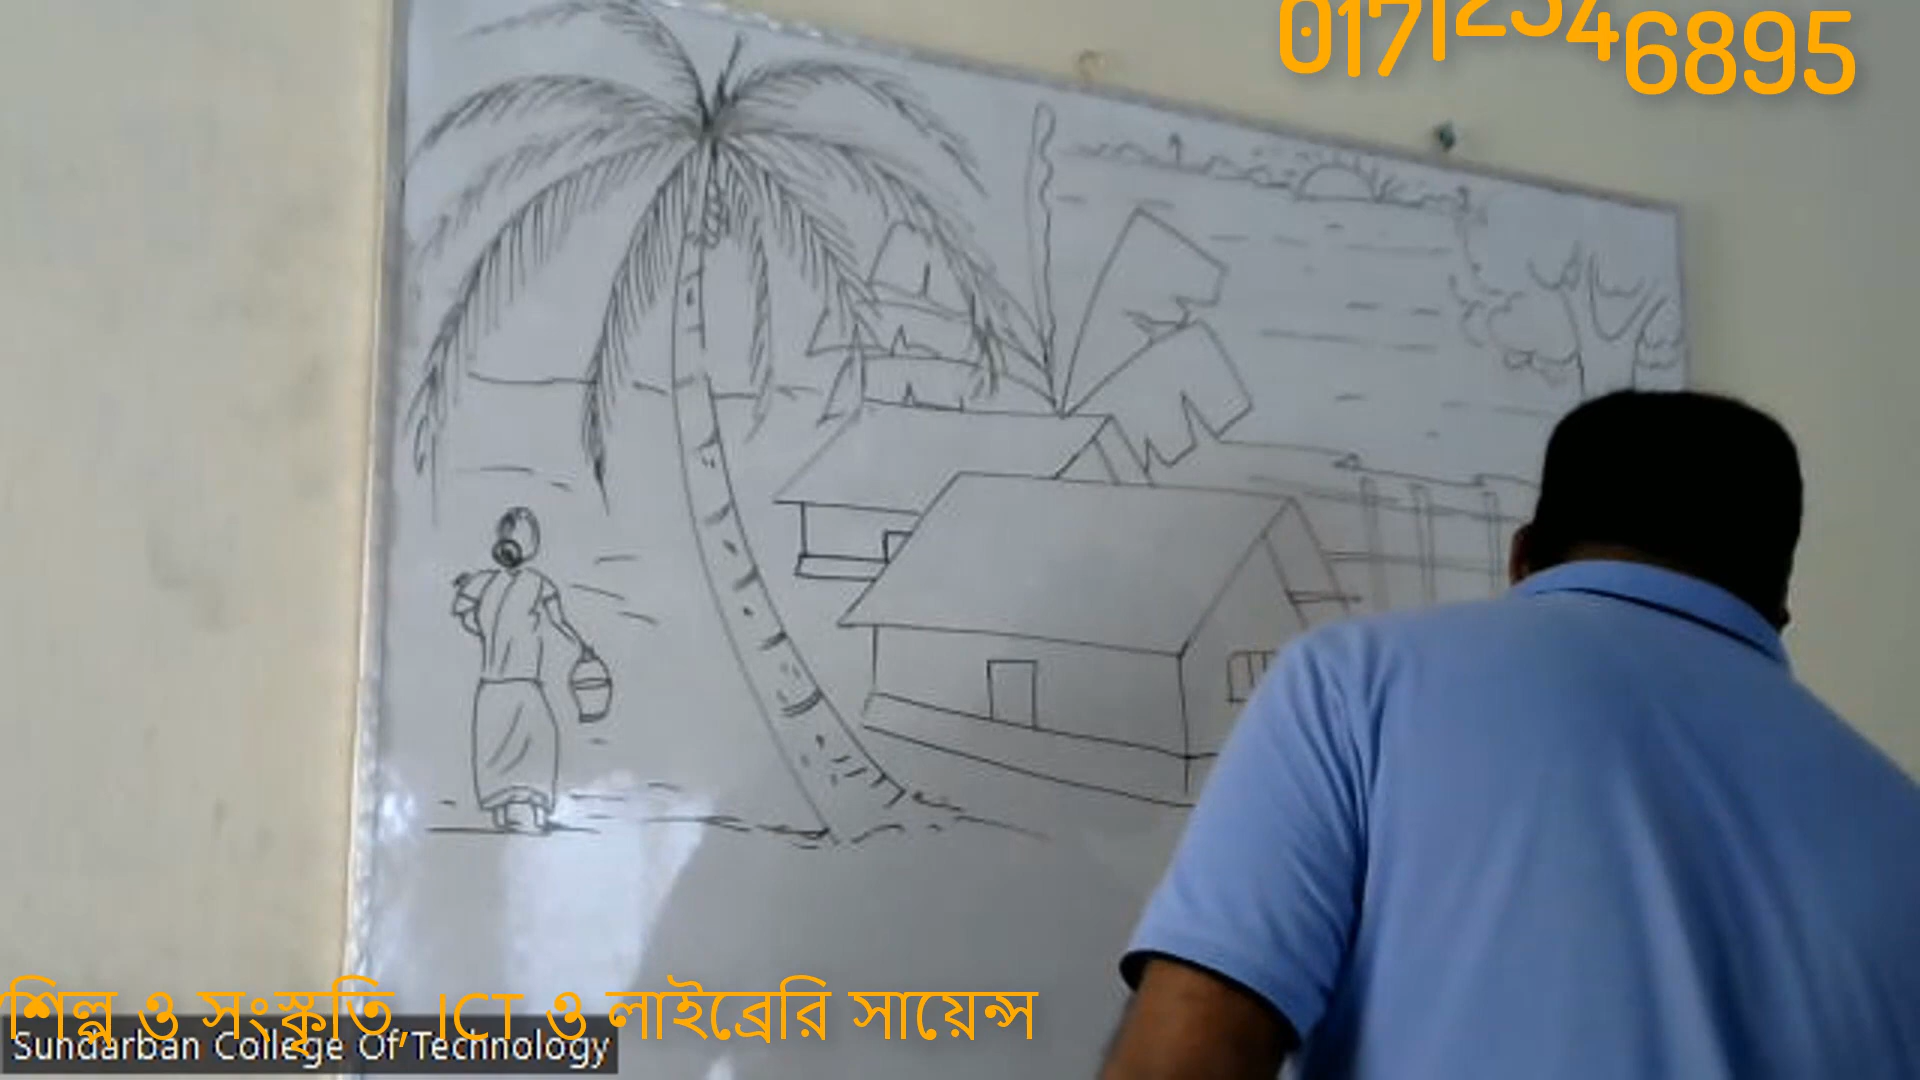 01712346895
শিল্প ও সংস্কৃতি, ICT ও লাইব্রেরি সায়েন্স
Sundarban College Of Technology